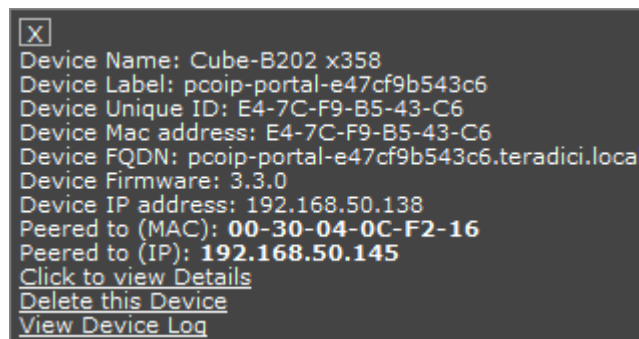 X
Device Name: Cube-B202 x358
Device Label: pcoip-portal-e47cf9b543c6
Device Unique ID: E4-7C-F9-B5-43-C6
Device Mac address: E4-7C-F9-B5-43-C6
Device FQDN: pcoip-portal-e47cf9b543c6.teradici.loca
Device Firmware: 3.3.0
Device IP address: 192.168.50.138
Peered to (MAC): 00-30-04-0C-F2-16
Peered to (IP): 192.168.50.145
Click to view Details
Delete this Device
View Device Log